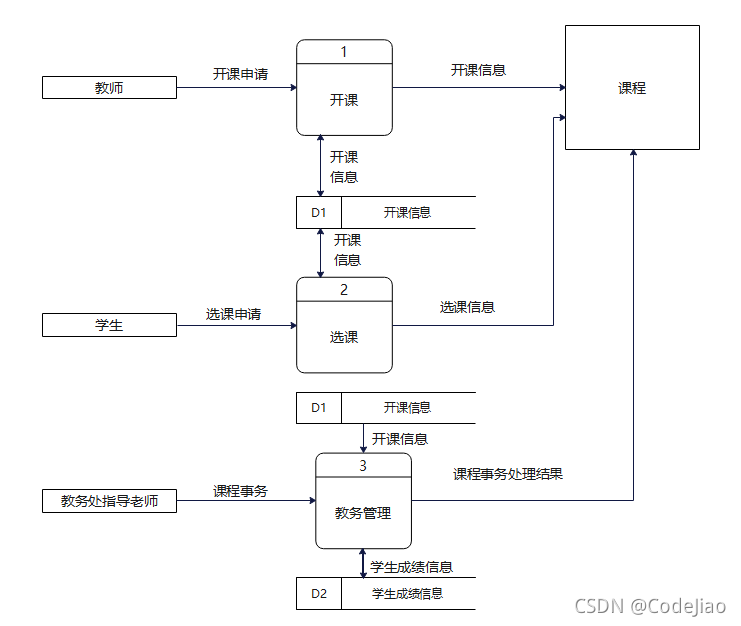 1
开课申请
开课信息
教师
开课
课程
开课
信息
D1
开课信息
开课
信息
2
选课申请
选课信息
学生
选课
D1
开课信息
开课信息
3
课程事务处理结果
课程事务
教务处指导老师
教务管理
学生成绩信息
D2
学生成绩信息
CSDN @CodeJiao